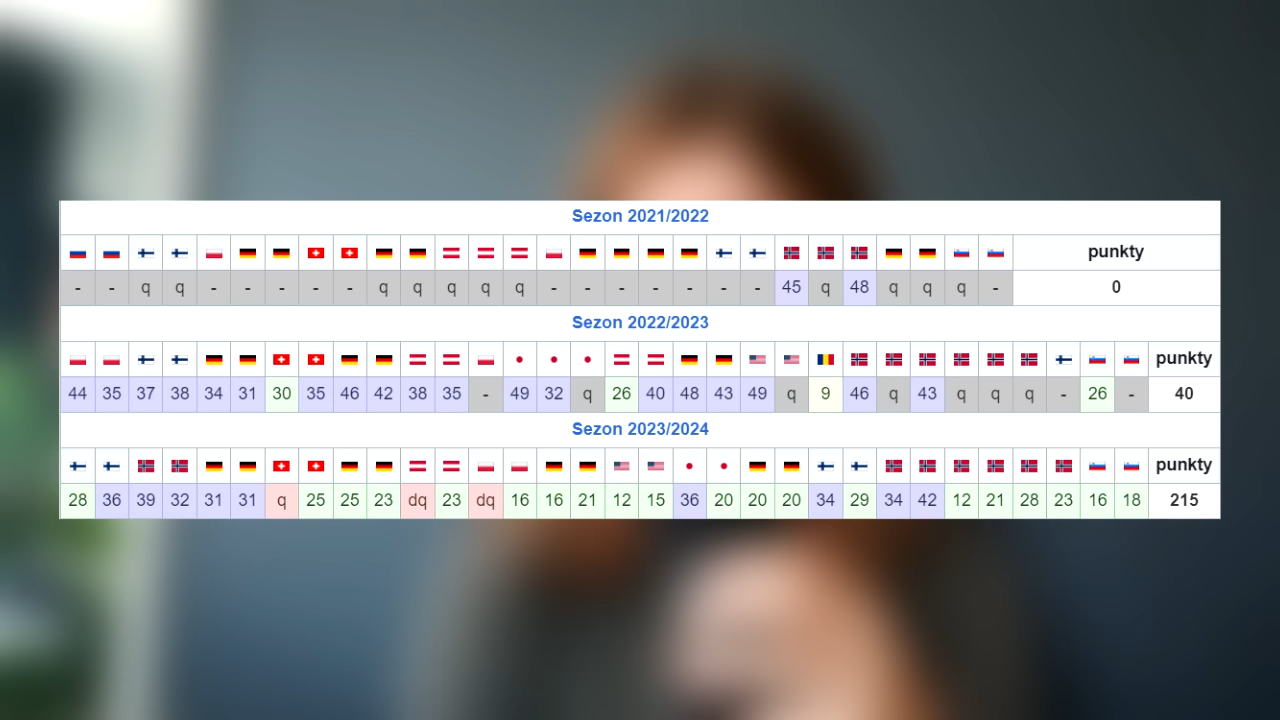 Sezon 2021/2022
punkty
- - q q - - - - - q q q q q - - - - - - - 45 q 48 q q q - 0
Sezon 2022/2023
punkty
44 35 37 38 34 31 30 35 46 42 38 35 - 49 32 q 26 40 48 43 49 q 9 46 q 43 q q q - 26 - 40
Sezon 2023/2024
punkty
28 36 39 32 31 31 q 25 25 23 dq 23 dq 16 16 21 12 15 36 20 20 20 34 29 34 42 12 21 28 23 16 18 215